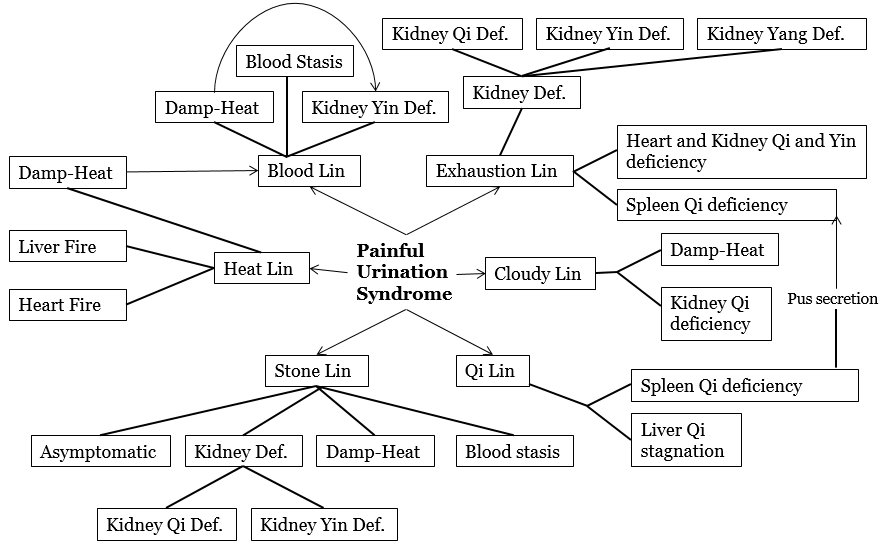 Kidney Qi Def.
Kidney Yin Def.
Kidney Yang Def.
Blood Stasis
Damp-Heat
Kidney Yin Def.
Kidney Def.
Damp-Heat
Blood Lin
Exhaustion Lin
Heart and Kidney Qi and Yin
deficiency
Spleen Qi deficiency
Liver Fire
Heat Lin
Heart Fire
Painful
Urination
Syndrome
Cloudy Lin
Damp-Heat
Kidney Qi
deficiency
Pus secretion
Stone Lin
Qi Lin
Spleen Qi deficiency
Liver Qi
stagnation
Asymptomatic
Kidney Def.
Damp-Heat
Blood stasis
Kidney Qi Def.
Kidney Yin Def.